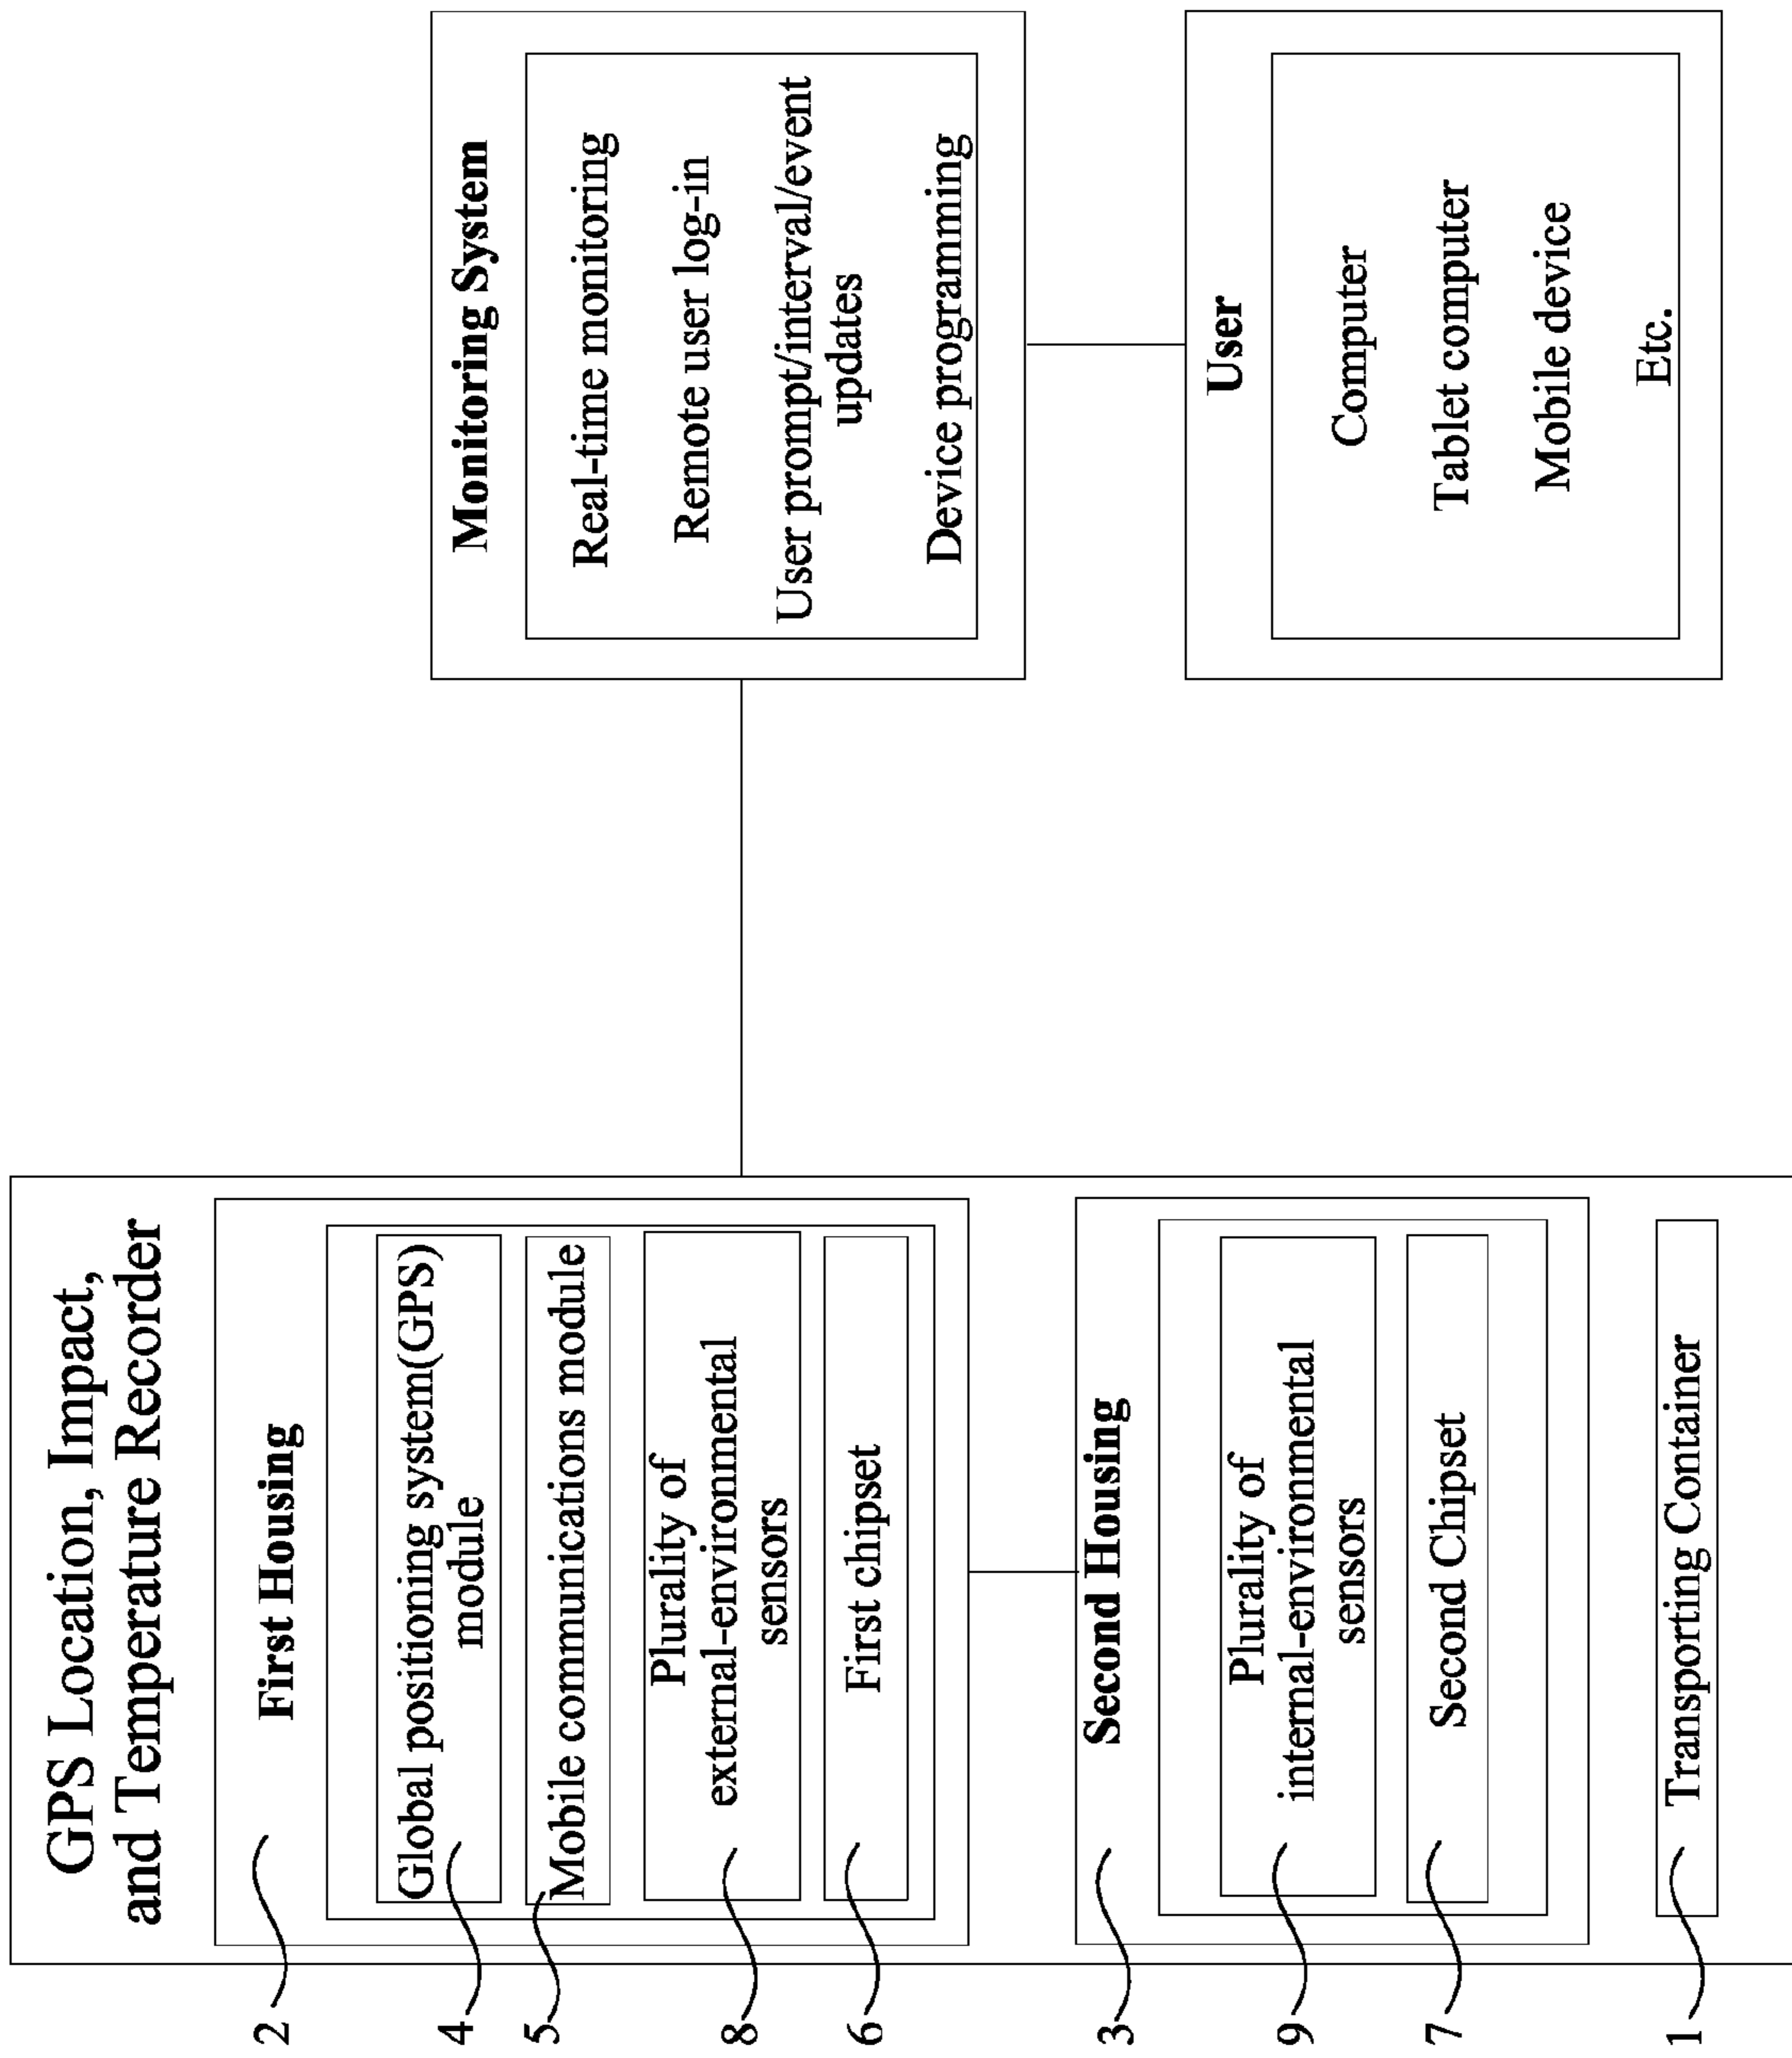 GPS Location, Impact,
and Temperature Recorder
2
First Housing
4
Global positioning system(GPS)
module
5
Mobile communications module
8
Plurality of
external-environmental
sensors
6
First chipset
3
Second Housing
9
Plurality of
internal-environmental
sensors
7
Second Chipset
1
Transporting Container
Monitoring System
Real-time monitoring
Remote user log-in
User prompt/interval/event
updates
Device programming
User
Computer
Tablet computer
Mobile device
Etc.